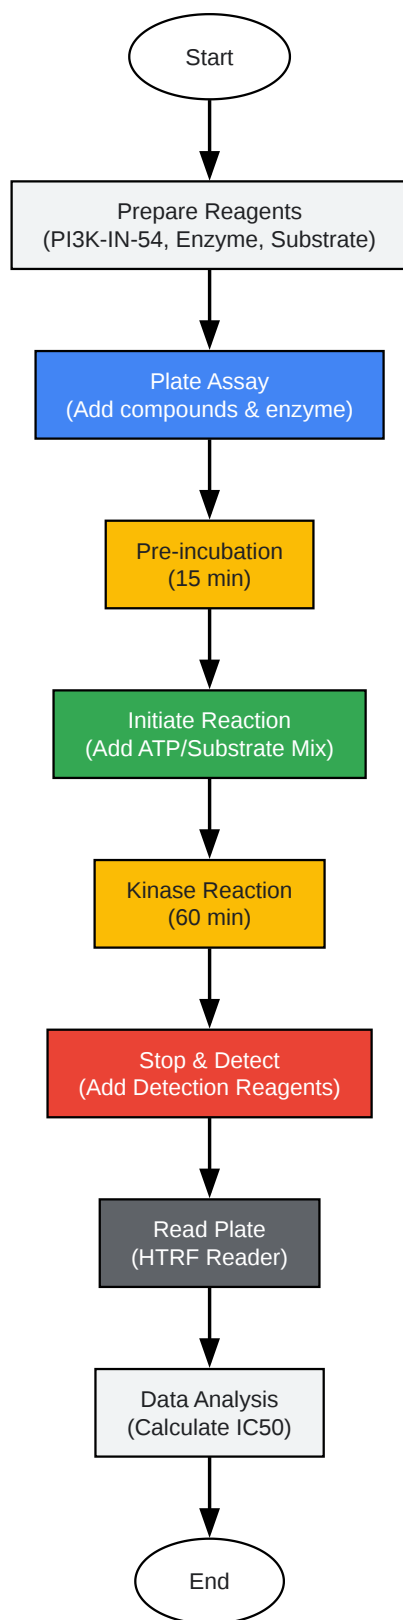 Start
Prepare Reagents
(PI3K-IN-54, Enzyme, Substrate)
Plate Assay
(Add compounds & enzyme)
Pre-incubation
(15 min)
Initiate Reaction
(Add ATP/Substrate Mix)
Kinase Reaction
(60 min)
Stop & Detect
(Add Detection Reagents)
Read Plate
(HTRF Reader)
Data Analysis
(Calculate IC50)
End